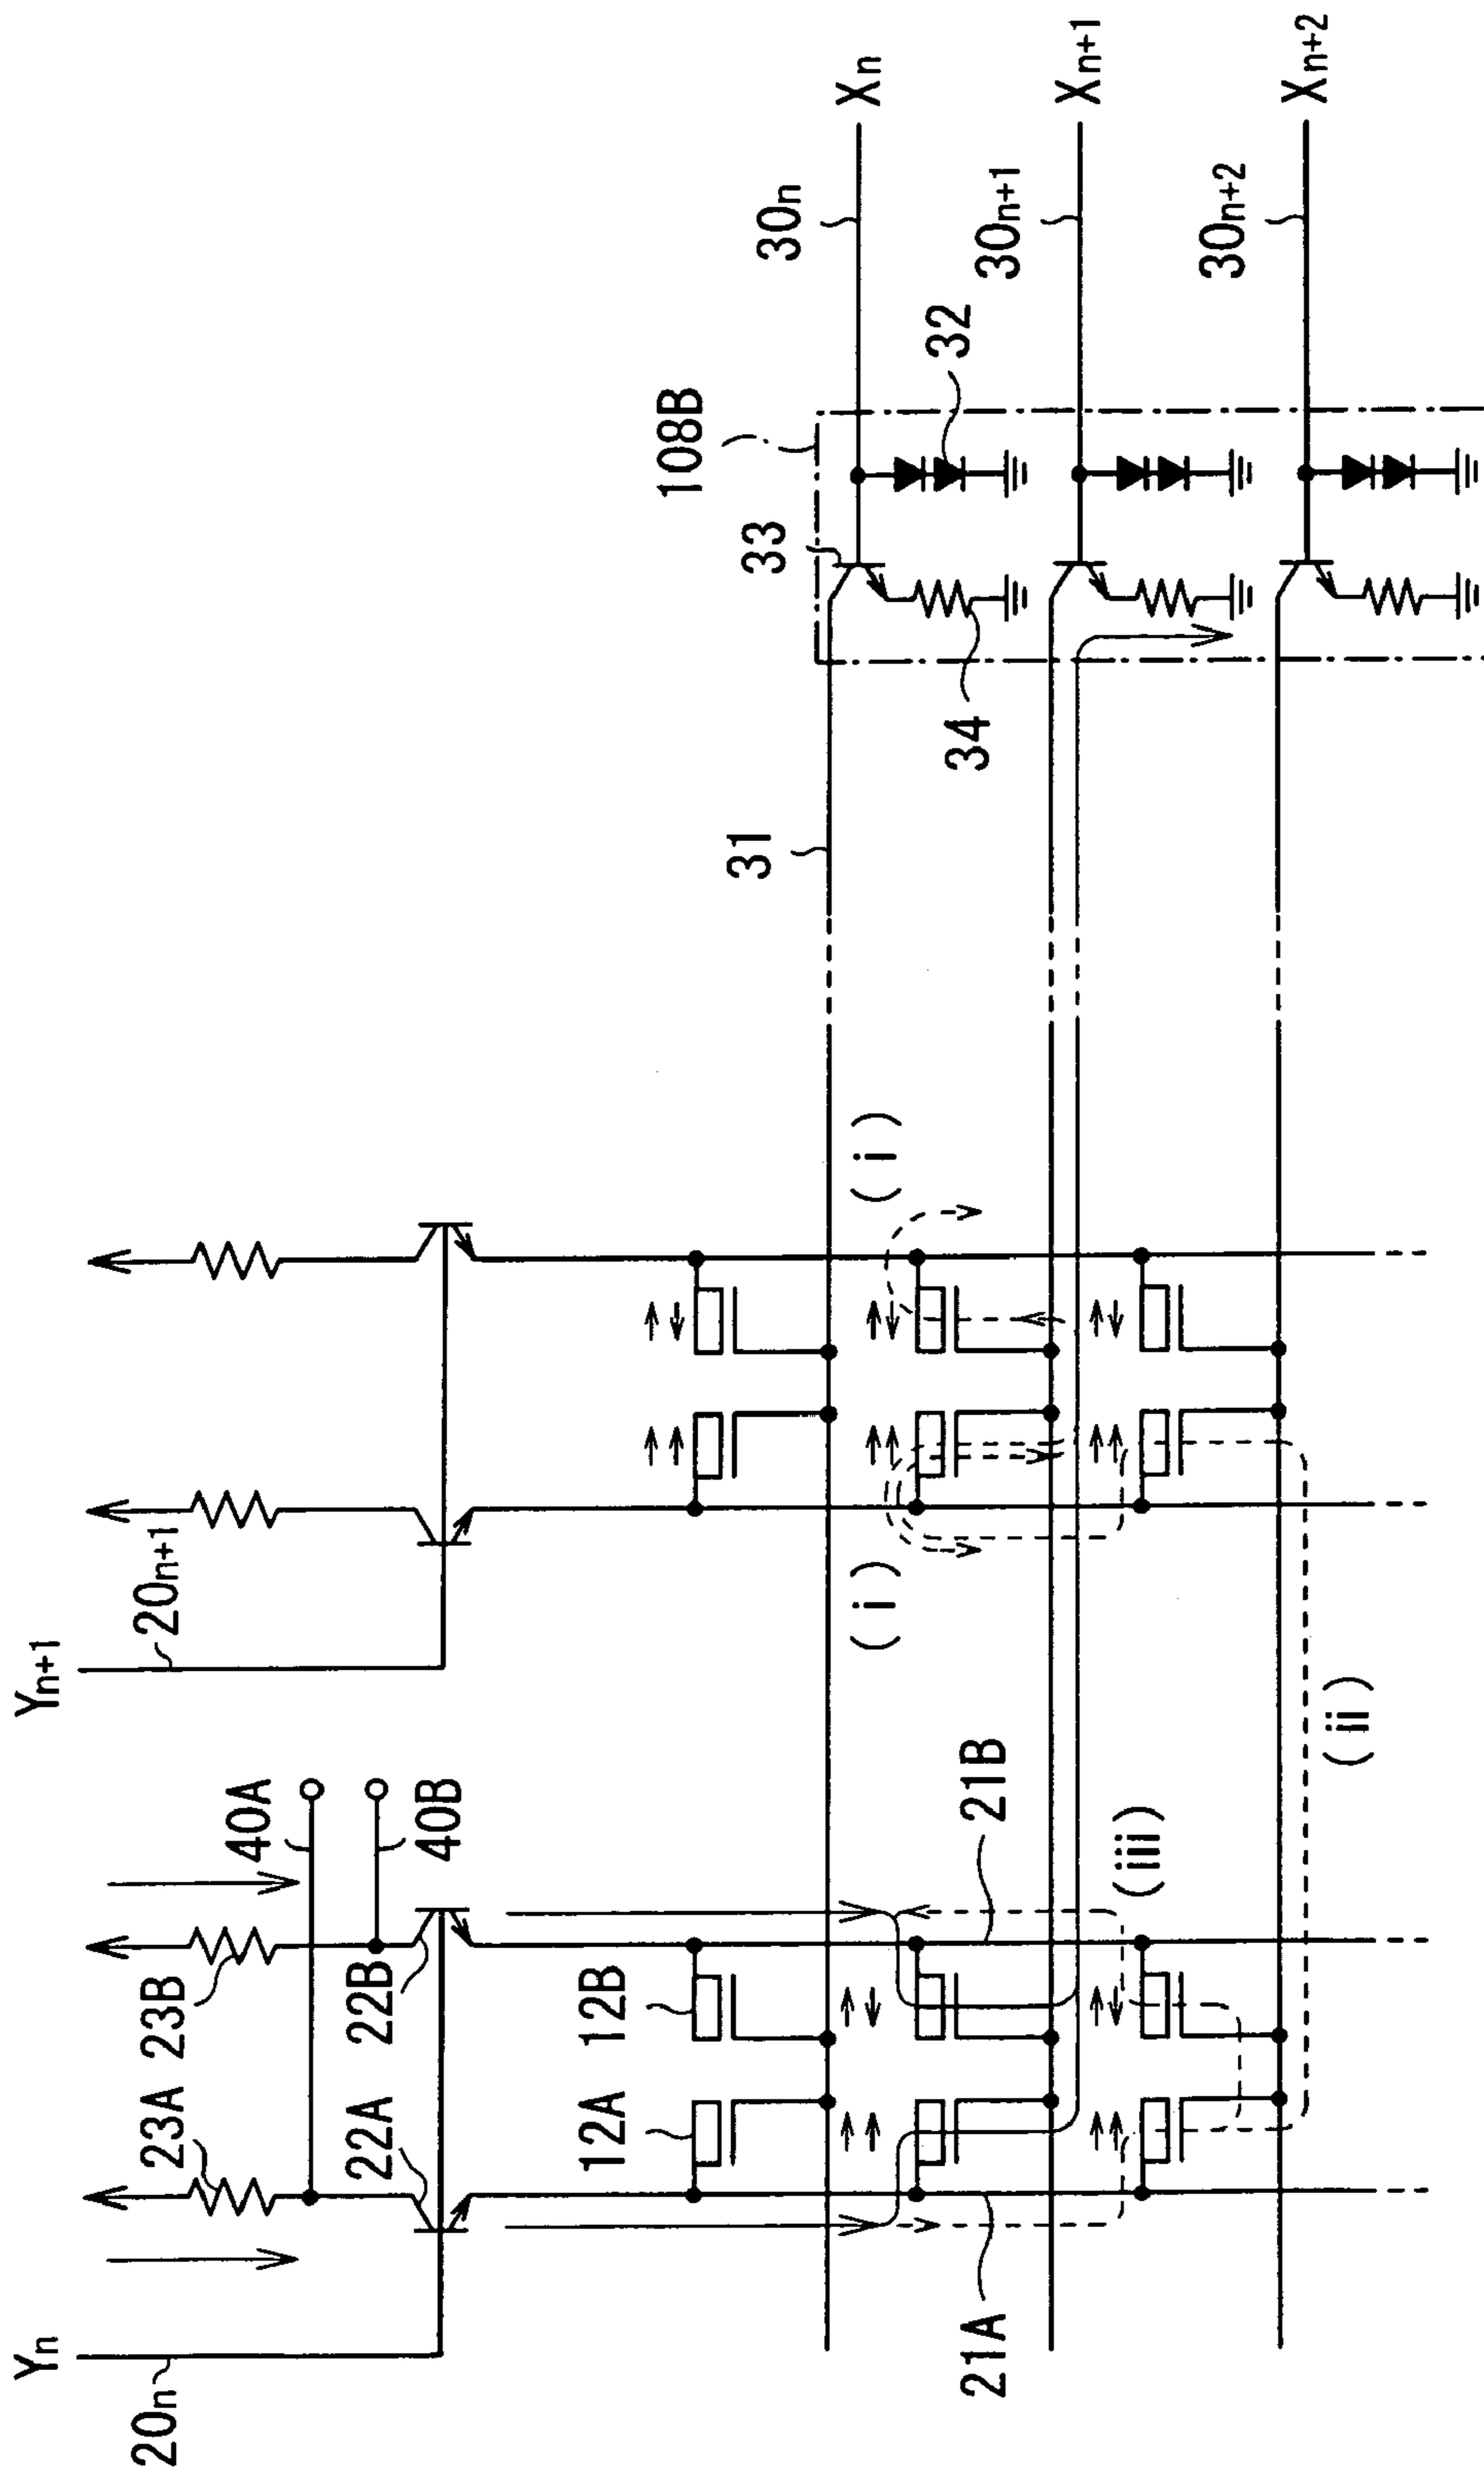 Yn
20n
Yn+1
20n+1
23A
23B
40A
22A
22B
40B
12A
12B
21A
21B
(i)
(i)
(ii)
(iii)
31
108B
33
32
34
30n
Xn
30n+1
Xn+1
30n+2
Xn+2